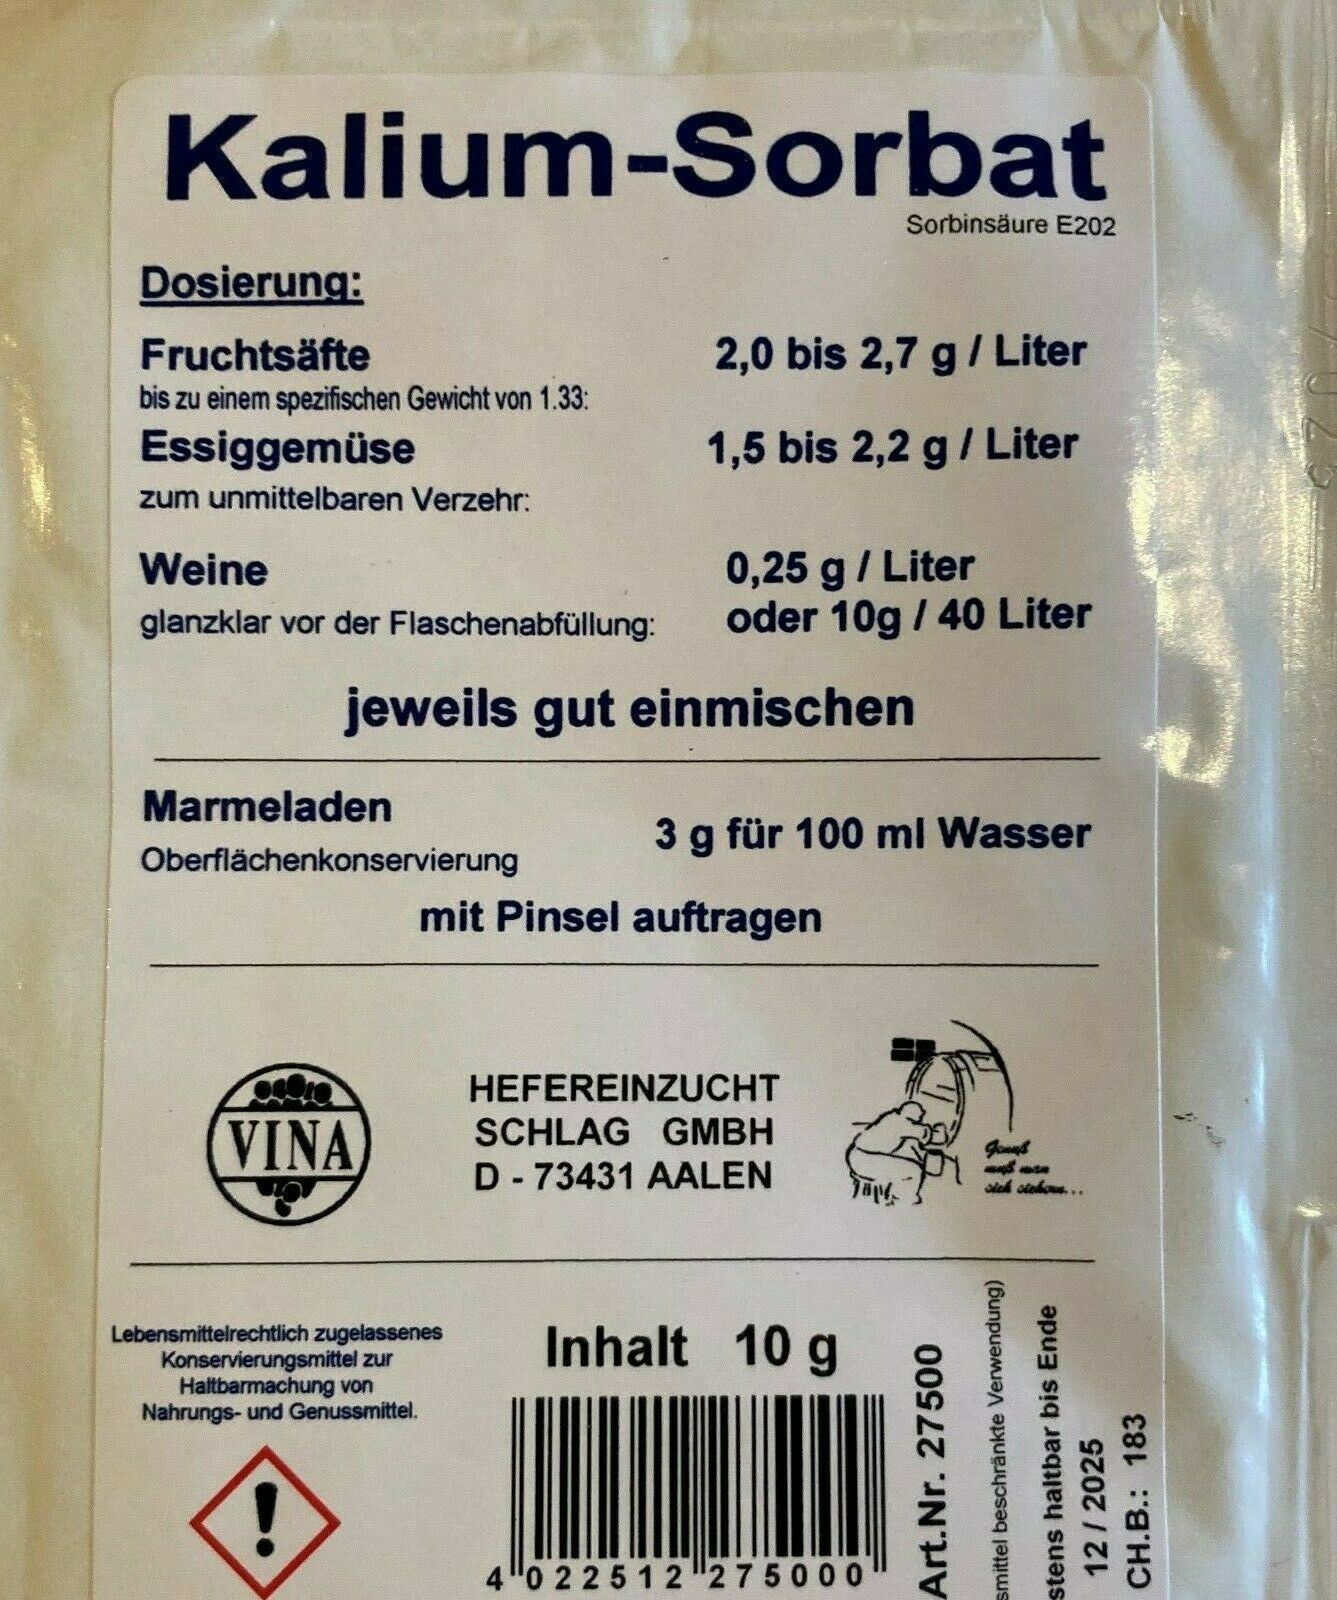 Kalium-Sorbat
Sorbinsäure E202
Dosierung:
Fruchtsäfte 2,0 bis 2,7 g / Liter
bis zu einem spezifischen Gewicht von 1.33:
Essiggemüse 1,5 bis 2,2 g / Liter
zum unmittelbaren Verzehr:
Weine 0,25 g / Liter
glanzklar vor der Flaschenabfüllung: oder 10g / 40 Liter
jeweils gut einmischen
Marmeladen
3 g für 100 ml Wasser
Oberflächenkonservierung
mit Pinsel auftragen
VINA
HEFEREINZUCHT
SCHLAG GMBH
D - 73431 AALEN
muß man
Lebensmittelrechtlich zugelassenes
Konservierungsmittel zur
Haltbarmachung von
Nahrungs- und Genussmittel.
Inhalt 10 g
4 022512 275000
Art.Nr. 27500
smittel beschränkte Verwendung)
stens haltbar bis Ende
12 / 2025
CH.B.: 183